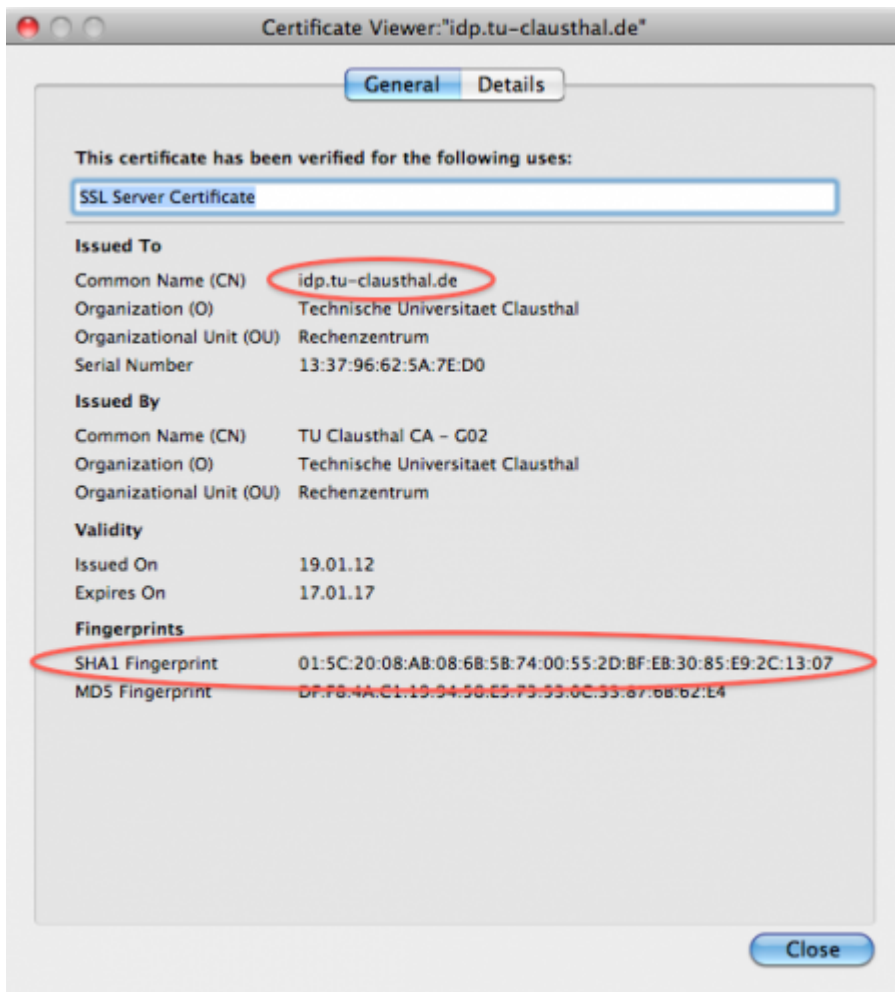 Certificate Viewer:"idp.tu-clausthal.de"
General Details
This certificate has been verified for the following uses:
SSL Server Certificate
Issued To
Common Name (CN) idp.tu-clausthal.de
Organization (O) Technische Universitaet Clausthal
Organizational Unit (OU) Rechenzentrum
Serial Number 13:37:96:62:5A:7E:D0
Issued By
Common Name (CN) TU Clausthal CA - G02
Organization (O) Technische Universitaet Clausthal
Organizational Unit (OU) Rechenzentrum
Validity
Issued On 19.01.12
Expires On 17.01.17
Fingerprints
SHA1 Fingerprint 01:5C:20:08:AB:08:6B:5B:74:00:55:2D:BF:EB:30:85:E9:2C:13:07
MD5 Fingerprint
Close